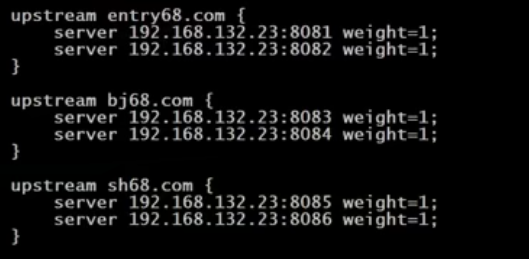 upstream entry68.com {
    server 192.168.132.23:8081 weight=1;
    server 192.168.132.23:8082 weight=1;
}

upstream bj68.com {
    server 192.168.132.23:8083 weight=1;
    server 192.168.132.23:8084 weight=1;
}

upstream sh68.com {
    server 192.168.132.23:8085 weight=1;
    server 192.168.132.23:8086 weight=1;
}